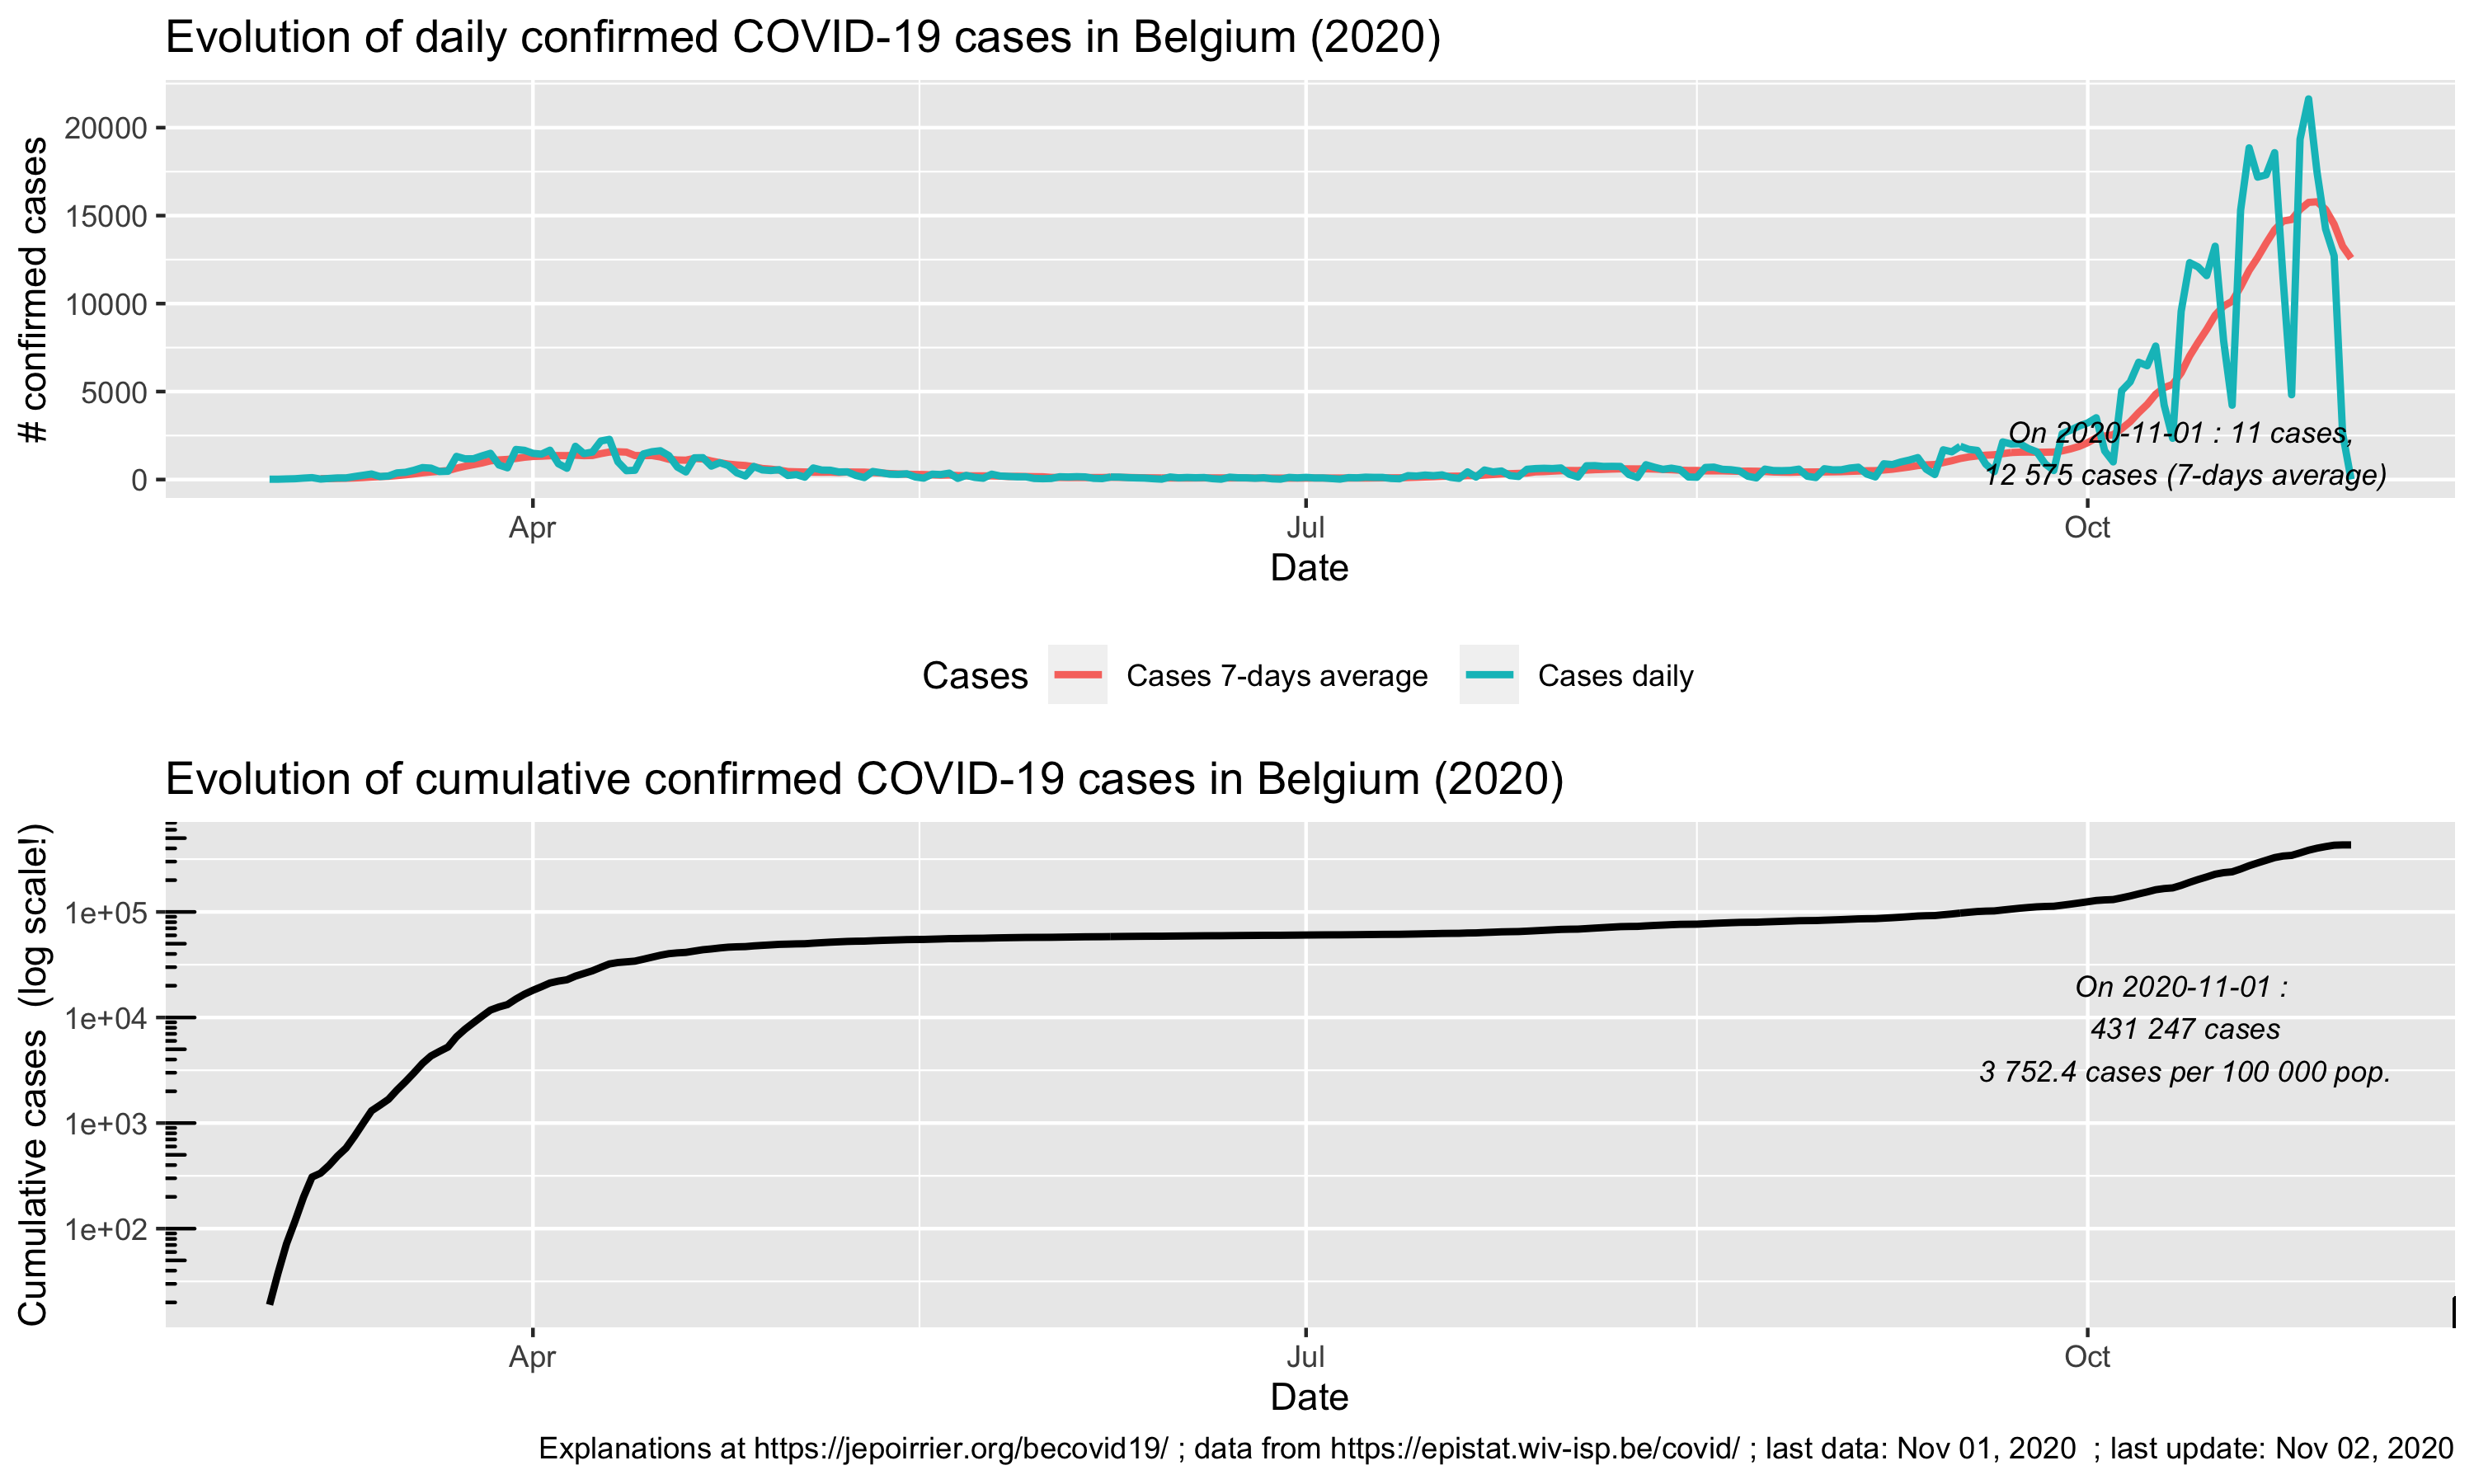 Evolution of daily confirmed COVID-19 cases in Belgium (2020)
# confirmed cases
20000
15000
10000
5000
0
On 2020-11-01 : 11 cases,
12 575 cases (7-days average)
Apr
Jul
Oct
Date
Cases
Cases 7-days average
Cases daily
Evolution of cumulative confirmed COVID-19 cases in Belgium (2020)
Cumulative cases (log scale!)
1e+05
1e+04
1e+03
1e+02
On 2020-11-01 :
431 247 cases
3 752.4 cases per 100 000 pop.
Apr
Jul
Oct
Date
Explanations at https://jepoirrier.org/becovid19/ ; data from https://epistat.wiv-isp.be/covid/ ; last data: Nov 01, 2020  ; last update: Nov 02, 2020